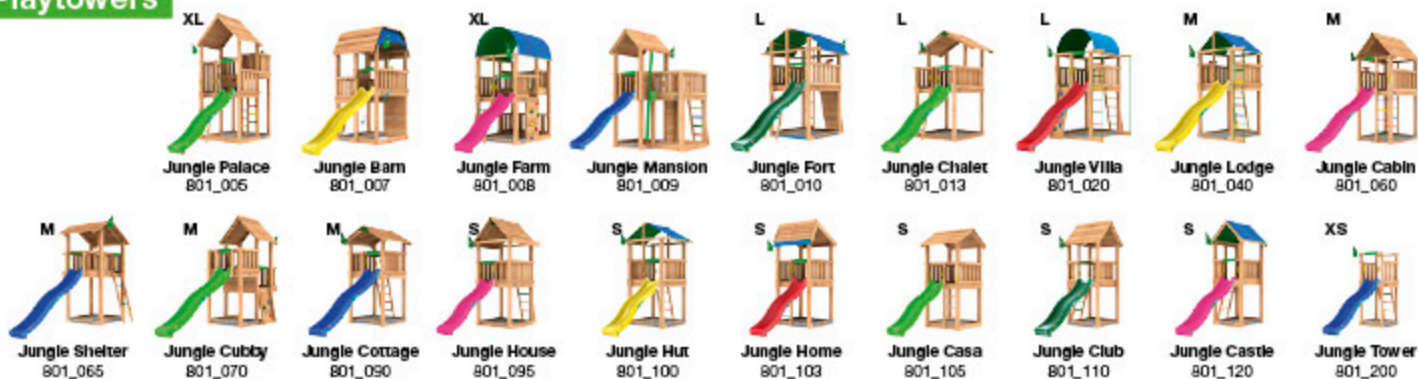 Playtowers
XL XL L L L M M
Jungle Palace Jungle Barn Jungle Farm Jungle Mansion Jungle Fort Jungle Chalet Jungle Villa Jungle Lodge Jungle Cabin
801_005 801_007 801_008 801_009 801_010 801_013 801_020 801_040 801_060
M M M S S S S S S XS
Jungle Shelter Jungle Cubby Jungle Cottage Jungle House Jungle Hut Jungle Home Jungle Casa Jungle Club Jungle Castle Jungle Tower
801_065 801_070 801_090 801_095 801_100 801_103 801_105 801_110 801_120 801_200